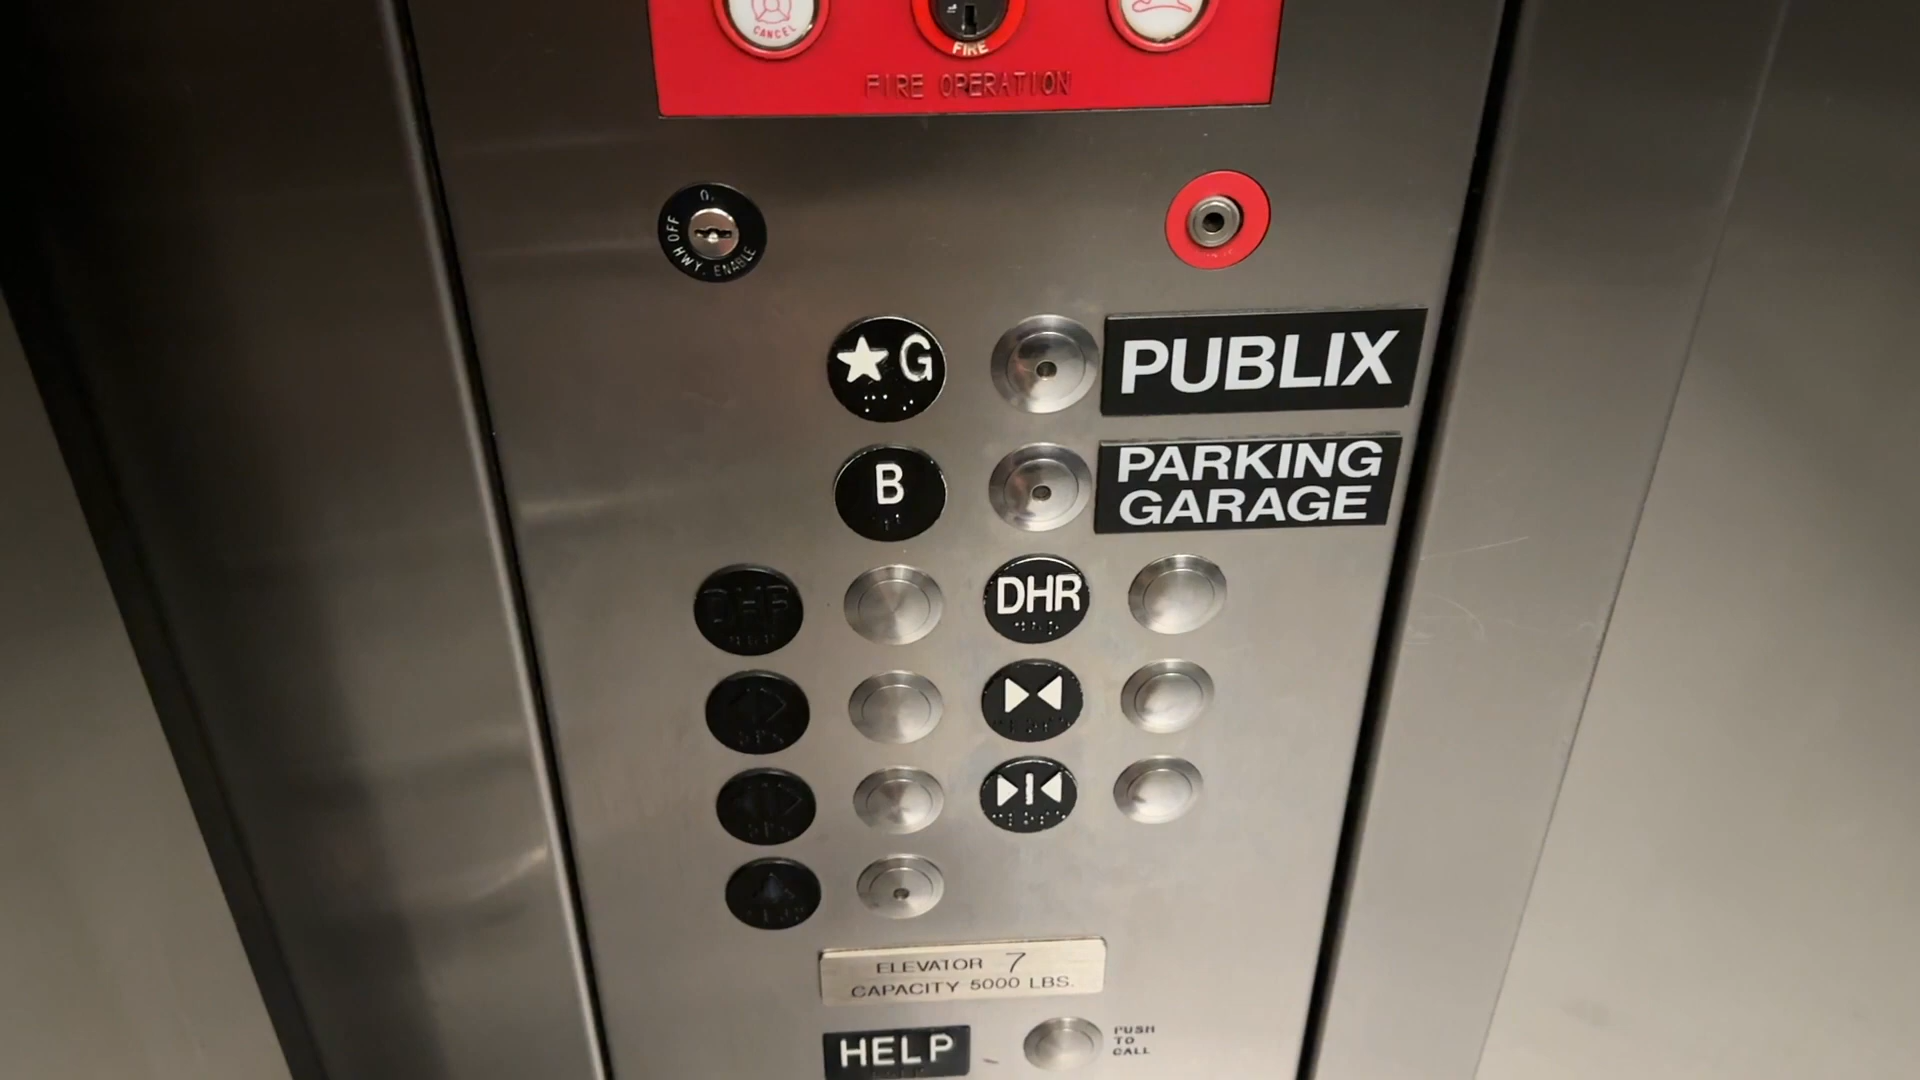 CANCEL
FIRE
FIRE OPERATION
OFF
HWY. ENABLE
★ G
PUBLIX
B
PARKING
GARAGE
DHR
DHR
ELEVATOR 7
CAPACITY 5000 LBS.
HELP
PUSH
TO
CALL